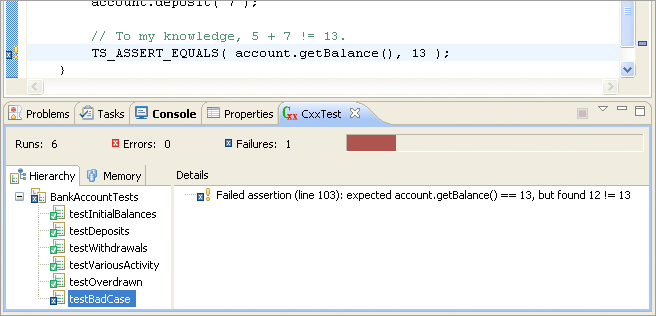 account.deposit( 7 );
// To my knowledge, 5 + 7 != 13.
TS_ASSERT_EQUALS( account.getBalance(), 13 );
}
Problems Tasks Console Properties CxxTest
Runs: 6 Errors: 0 Failures: 1
Hierarchy Memory Details
BankAccountTests
Failed assertion (line 103): expected account.getBalance() == 13, but found 12 != 13
testInitialBalances
testDeposits
testWithdrawals
testVariousActivity
testOverdrawn
testBadCase